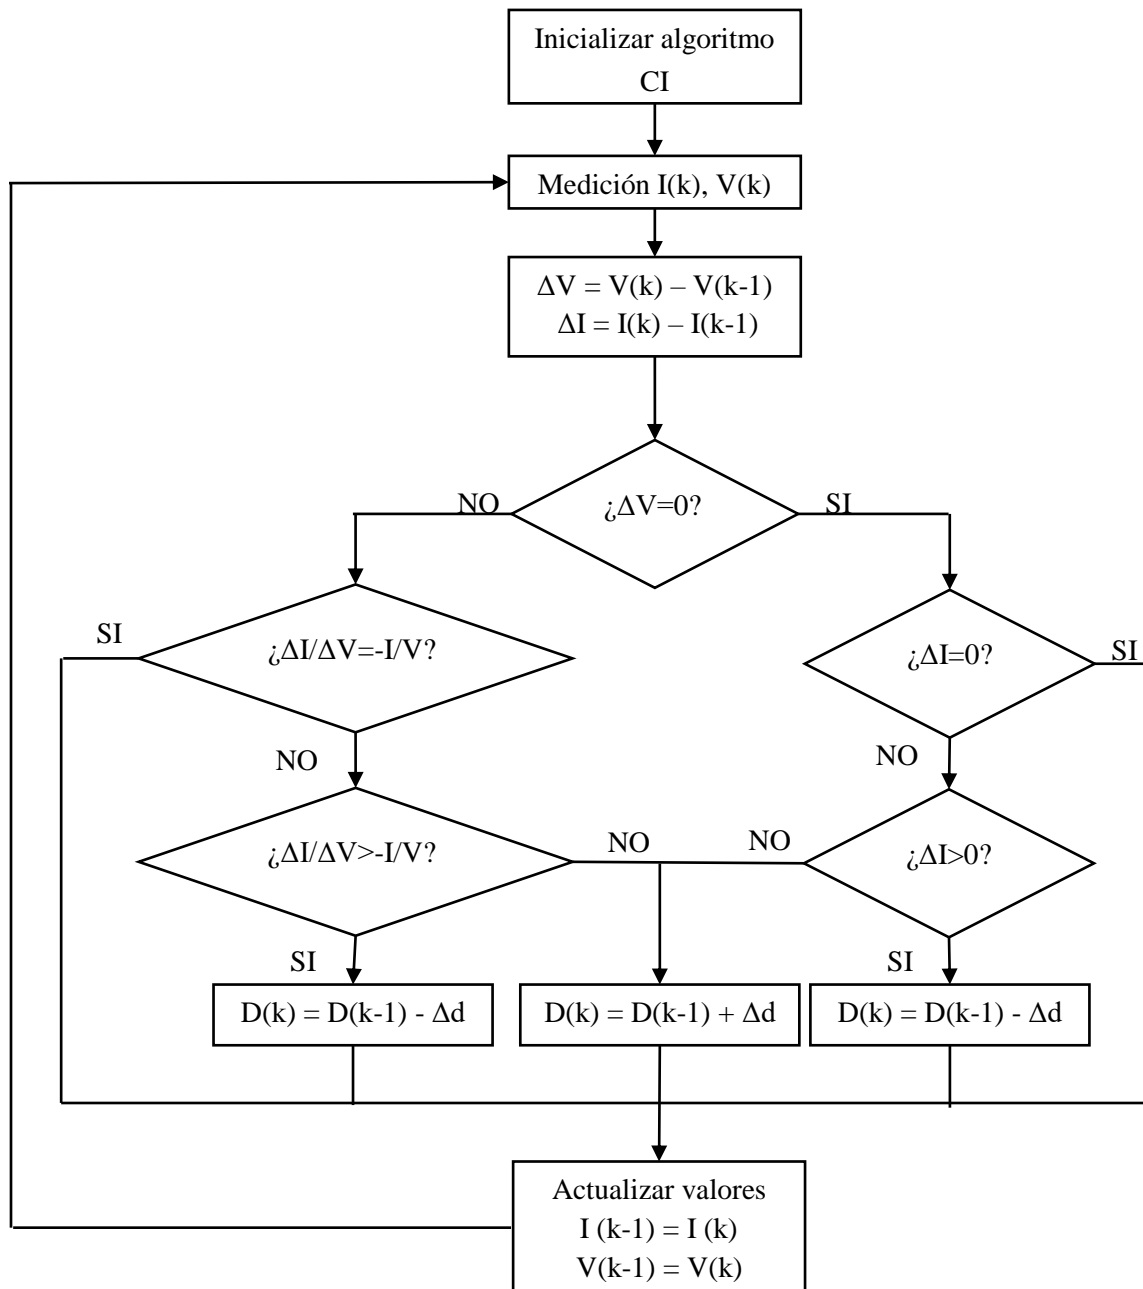 Inicializar algoritmo
CI
Medición I(k), V(k)
ΔV = V(k) – V(k-1)
ΔI = I(k) – I(k-1)
NO
¿ΔV=0?
SI
SI
¿ΔI/ΔV=-I/V?
¿ΔI=0?
SI
NO
NO
¿ΔI/ΔV>-I/V?
NO
NO
¿ΔI>0?
SI
SI
D(k) = D(k-1) - Δd
D(k) = D(k-1) + Δd
D(k) = D(k-1) - Δd
Actualizar valores
I (k-1) = I (k)
V(k-1) = V(k)